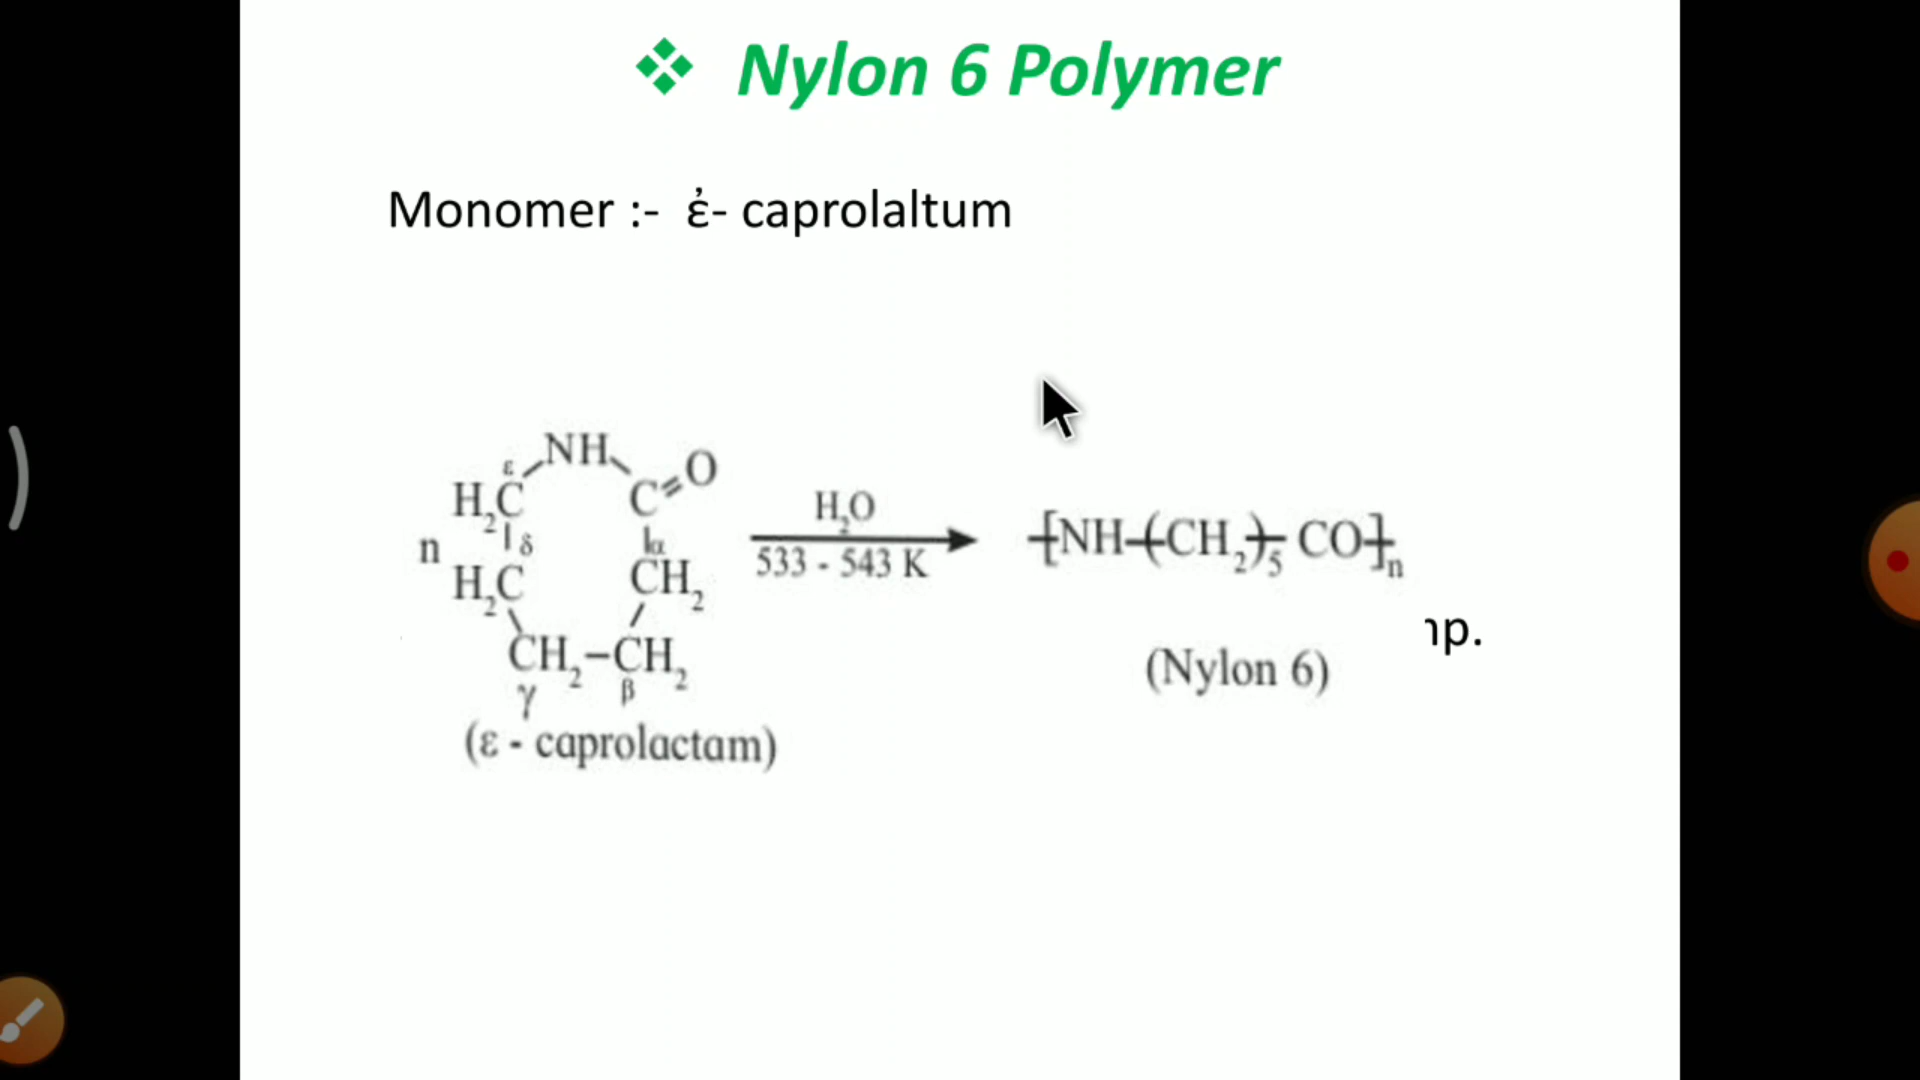 ❖ Nylon 6 Polymer
Monomer :- ἐ- caprolaltum
NH
O
ε
H₂C
C
δ
α
n
H₂C
CH₂
CH₂–CH₂
γ
β
(ε - caprolactam)
H₂O
533 - 543 K
[NH-(CH₂)₅ CO]n
(Nylon 6)